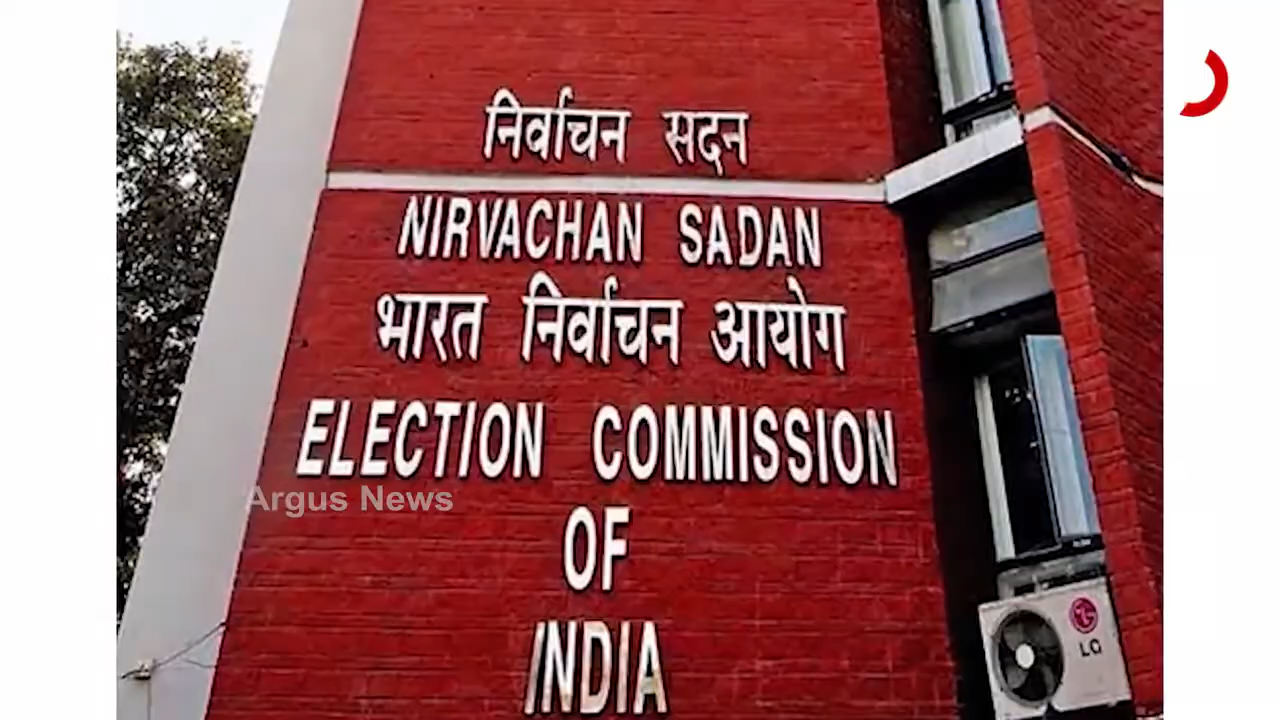 निर्वाचन सदन
NIRVACHAN SADAN
भारत निर्वाचन आयोग
ELECTION COMMISSION
Argus News
OF
INDIA
LG